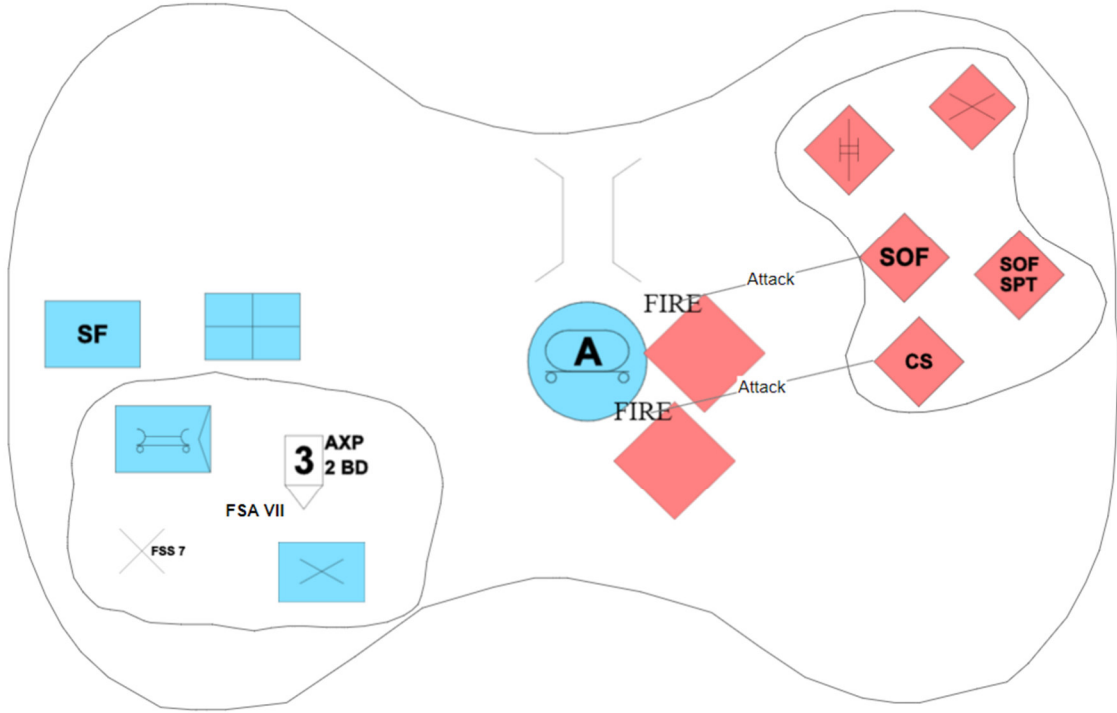 SOF
SOF
SPT
Attack
FIRE
SF
A
CS
Attack
FIRE
3
AXP
2 BD
FSA VII
FSS 7